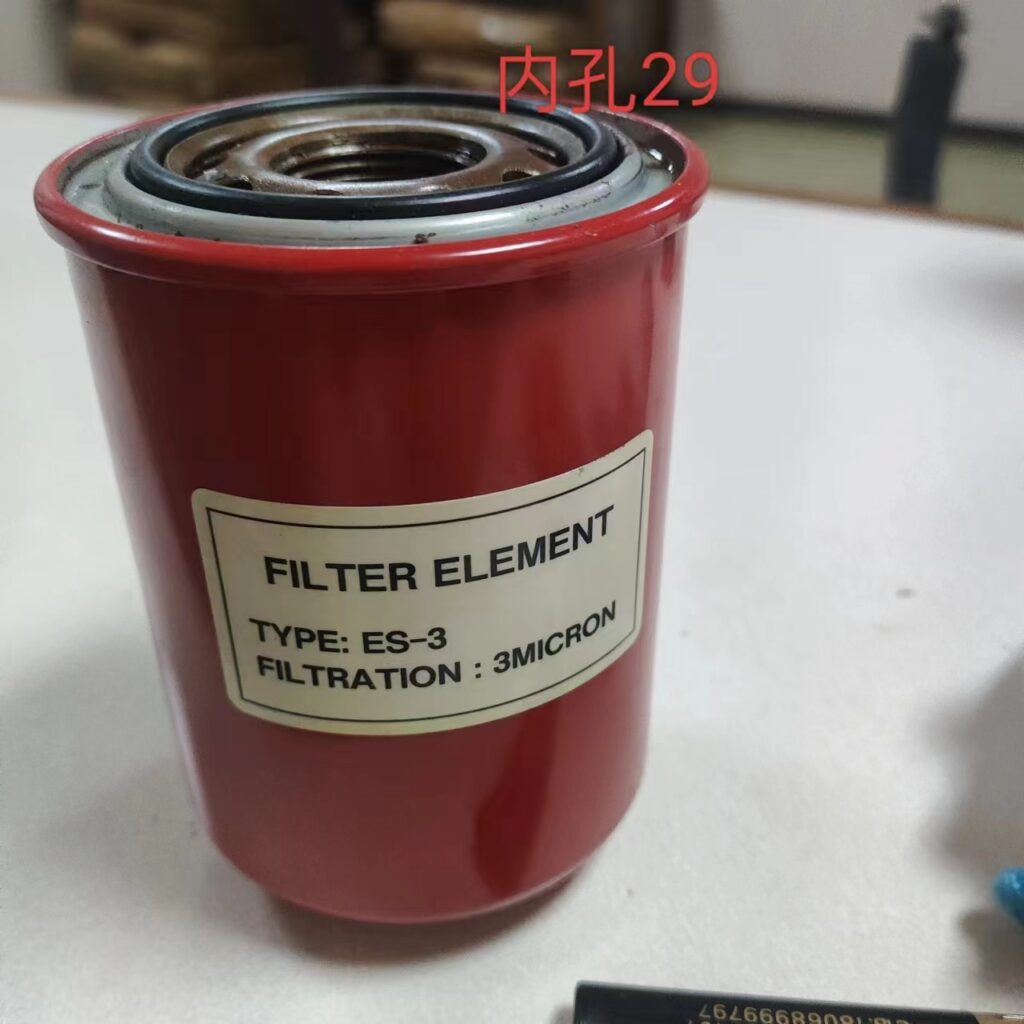 内孔29
FILTER ELEMENT
TYPE: ES-3
FILTRATION : 3MICRON